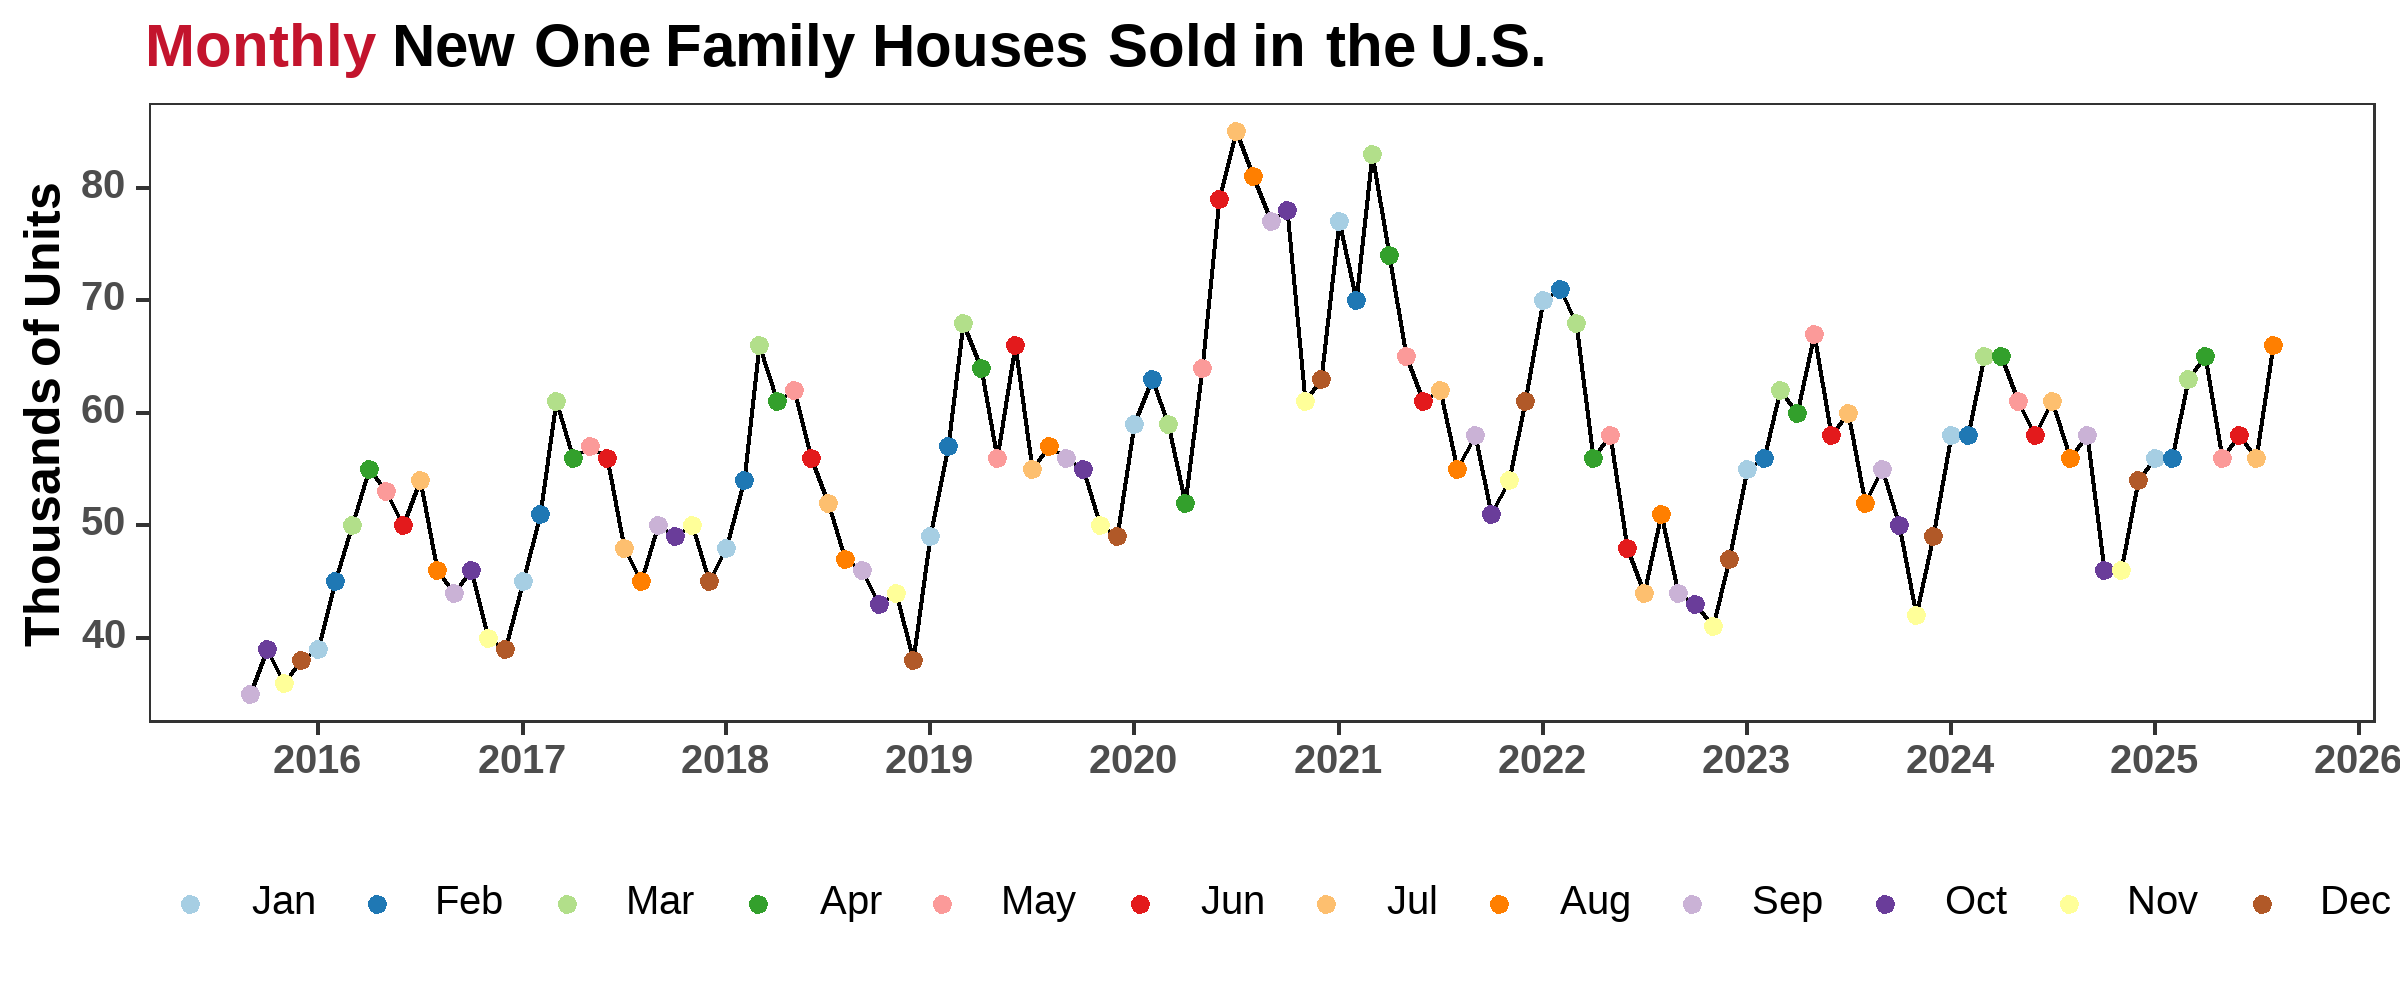 Monthly New One Family Houses Sold in the U.S.
Thousands of Units
80
70
60
50
40
2016 2017 2018 2019 2020 2021 2022 2023 2024 2025 2026
Jan Feb Mar Apr May Jun Jul Aug Sep Oct Nov Dec